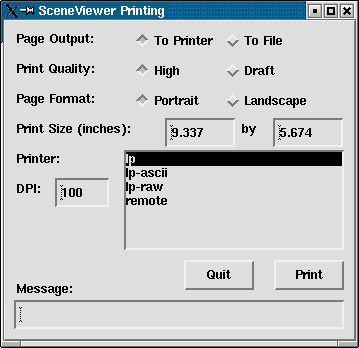 SceneViewer Printing
Page Output: To Printer To File
Print Quality: High Draft
Page Format: Portrait Landscape
Print Size (inches): 9.337 by 5.674
Printer: lp
lp-ascii
DPI: 100 lp-raw
remote
Quit Print
Message: